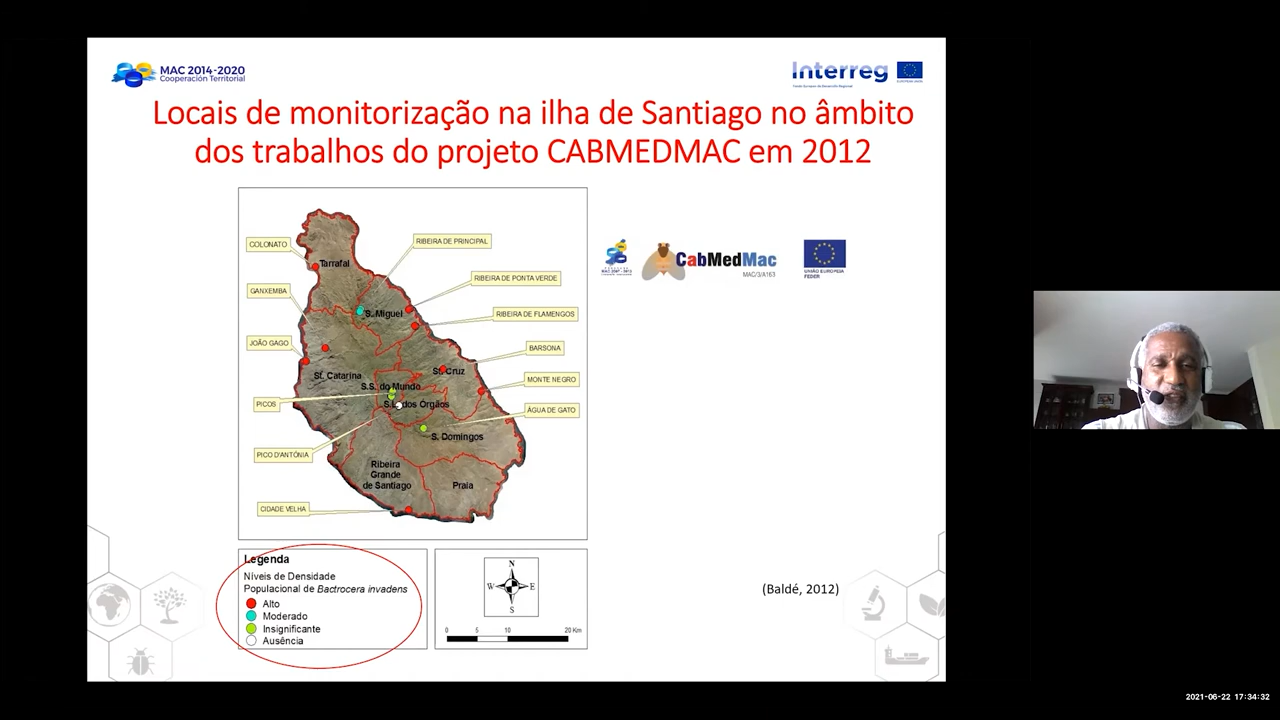 MAC 2014-2020
Cooperación Territorial
Interreg
Locais de monitorização na ilha de Santiago no âmbito
dos trabalhos do projeto CABMEDMAC em 2012
COLONATO
RIBEIRA DE PRINCIPAL
Tarrafal
RIBEIRA DE PONTA VERDE
GANXEMBA
S. Miguel
RIBEIRA DE FLAMENGOS
JOÃO GAGO
BARSONA
St. Catarina
St. Cruz
MONTE NEGRO
S.S. do Mundo
PICOS
S.L. dos Órgãos
ÁGUA DE GATO
S. Domingos
PICO D'ANTÓNIA
Ribeira
Grande
de Santiago
Praia
CIDADE VELHA
CabMedMac
MAC/3/A163
UNIÃO EUROPEIA
FEDER
Legenda
Níveis de Densidade
Populacional de Bactrocera invadens
Alto
Moderado
Insignificante
Ausência
N
W E
S
0 5 10 20 Km
(Baldé, 2012)
2021-06-22 17:34:32